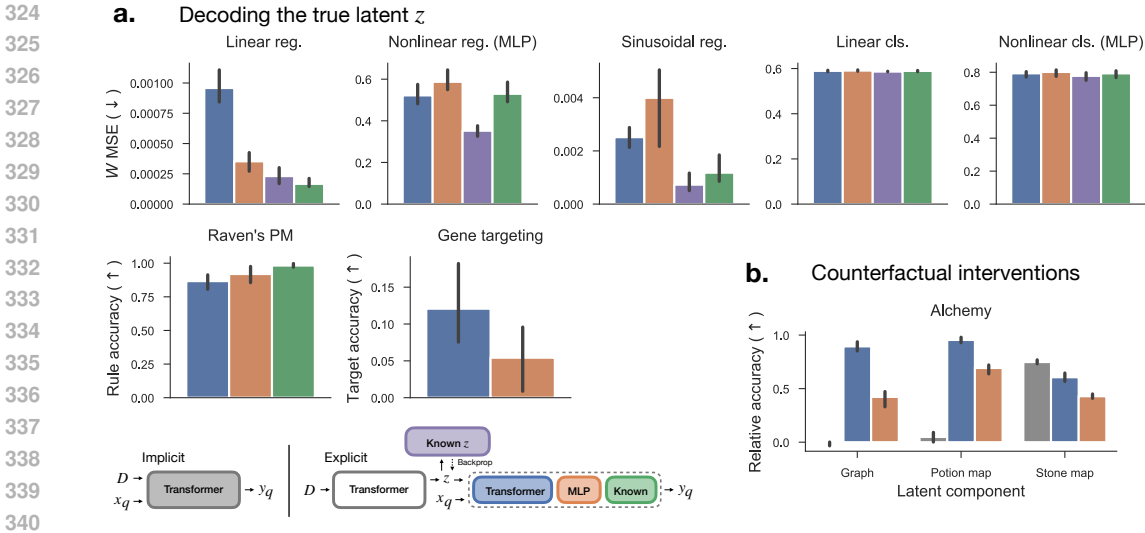 324
325
326
327
328
329
330
331
332
333
334
335
336
337
338
339
340
a. Decoding the true latent z
Linear reg.
Nonlinear reg. (MLP)
Sinusoidal reg.
Linear cls.
Nonlinear cls. (MLP)
W MSE (↓)
0.00100
0.00075
0.00050
0.00025
0.00000
0.6
0.4
0.2
0.0
0.004
0.002
0.000
0.6
0.4
0.2
0.0
0.8
0.6
0.4
0.2
0.0
Raven's PM
Rule accuracy (↑)
1.00
0.75
0.50
0.25
0.00
Gene targeting
Target accuracy (↑)
0.15
0.10
0.05
0.00
b. Counterfactual interventions
Alchemy
Relative accuracy (↑)
1.0
0.5
0.0
Graph
Potion map
Stone map
Latent component
Implicit
D
x_q
Transformer
y_q
Explicit
D
Transformer
Known z
Backprop
z
x_q
Transformer
MLP
Known
y_q